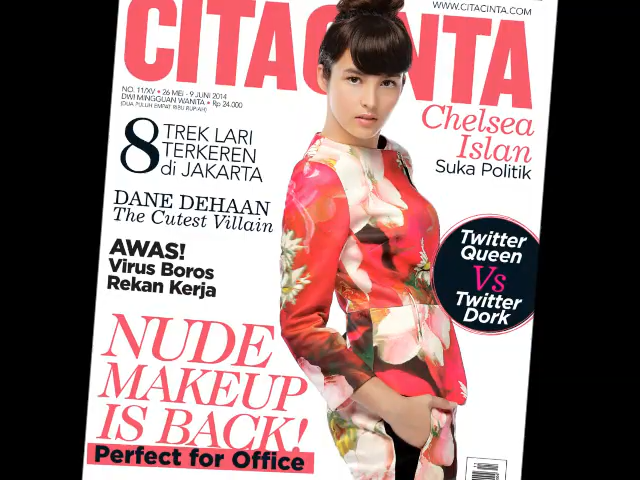 WWW.CITACINTA.COM
CITACINTA
NO. 11/XV • 26 MEI - 9 JUNI 2014
DWI MINGGUAN WANITA • Rp 24.000
(DUA PULUH EMPAT RIBU RUPIAH)
Chelsea
Islan
Suka Politik
8 TREK LARI
TERKEREN
di JAKARTA
DANE DEHAAN
The Cutest Villain
AWAS!
Virus Boros
Rekan Kerja
Twitter
Queen
Vs
Twitter
Dork
NUDE
MAKEUP
IS BACK!
Perfect for Office